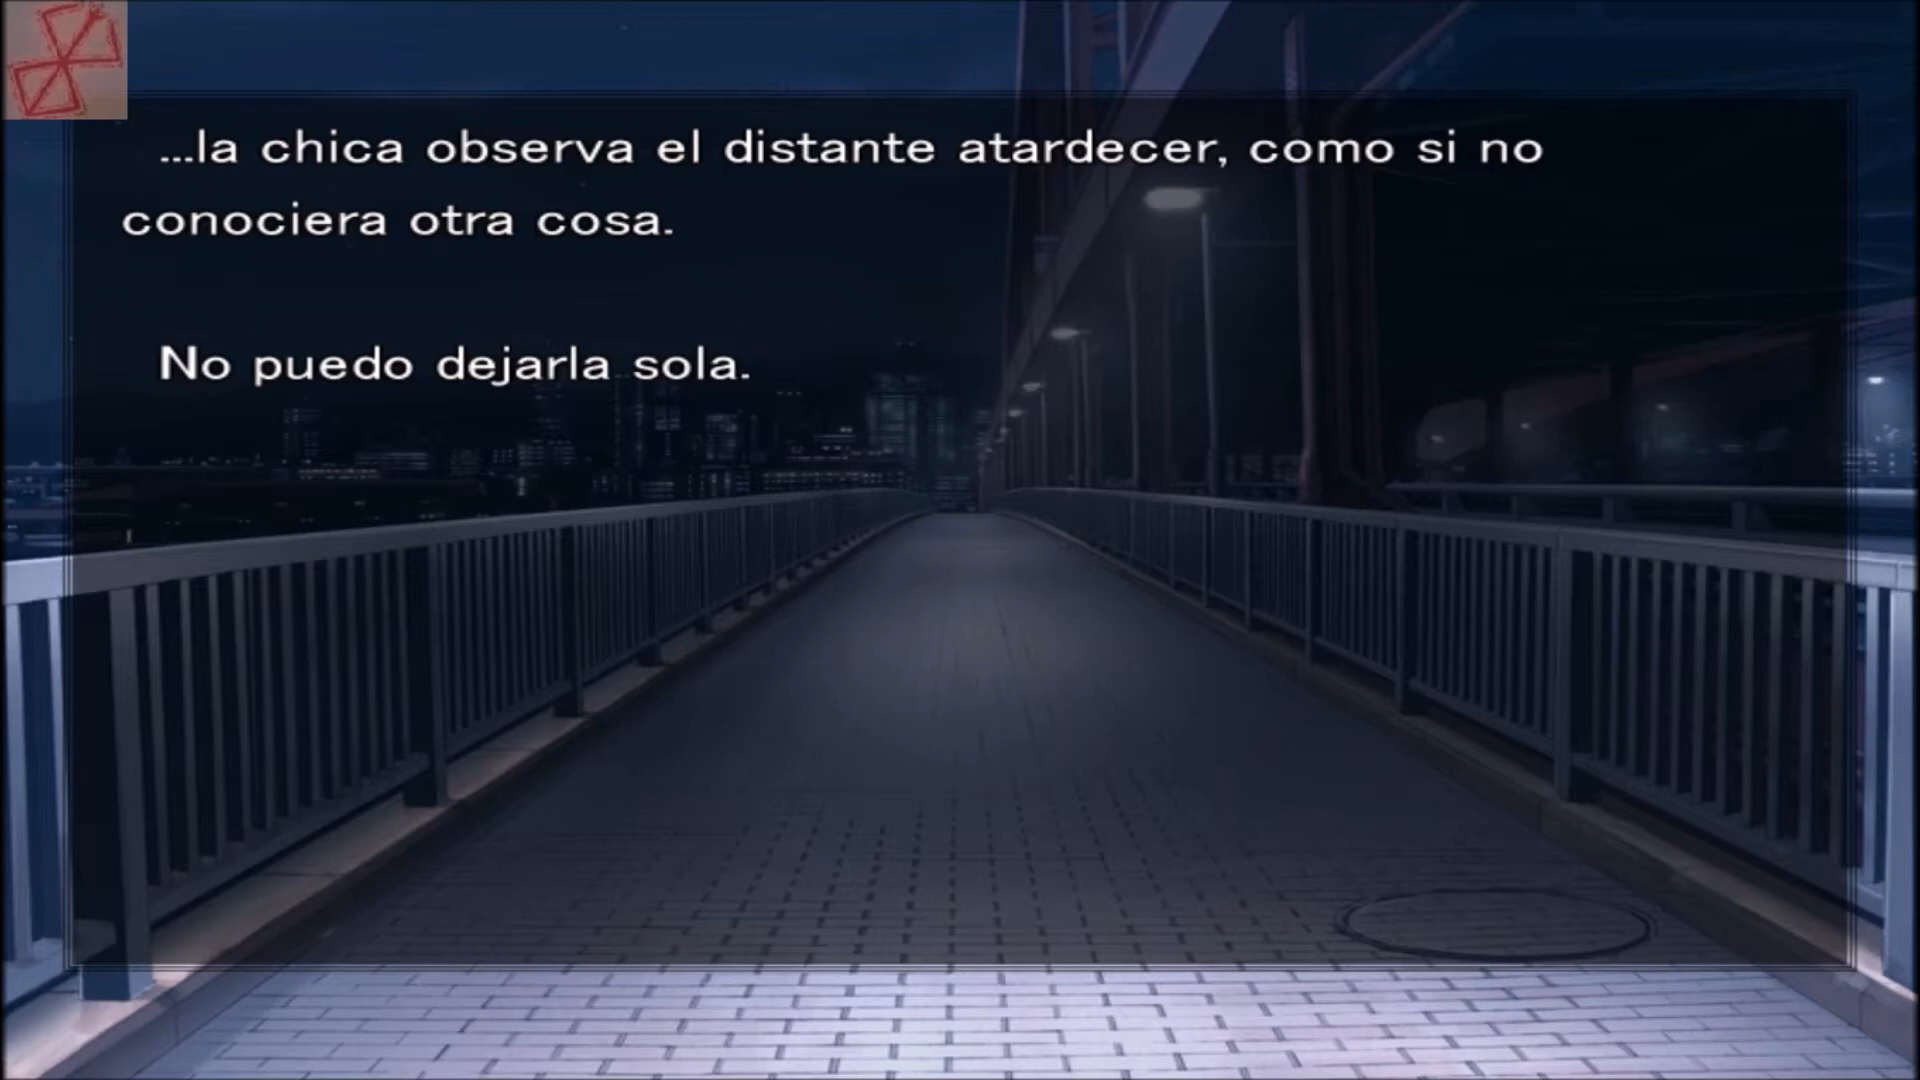 ...la chica observa el distante atardecer, como si no
conociera otra cosa.
No puedo dejarla sola.